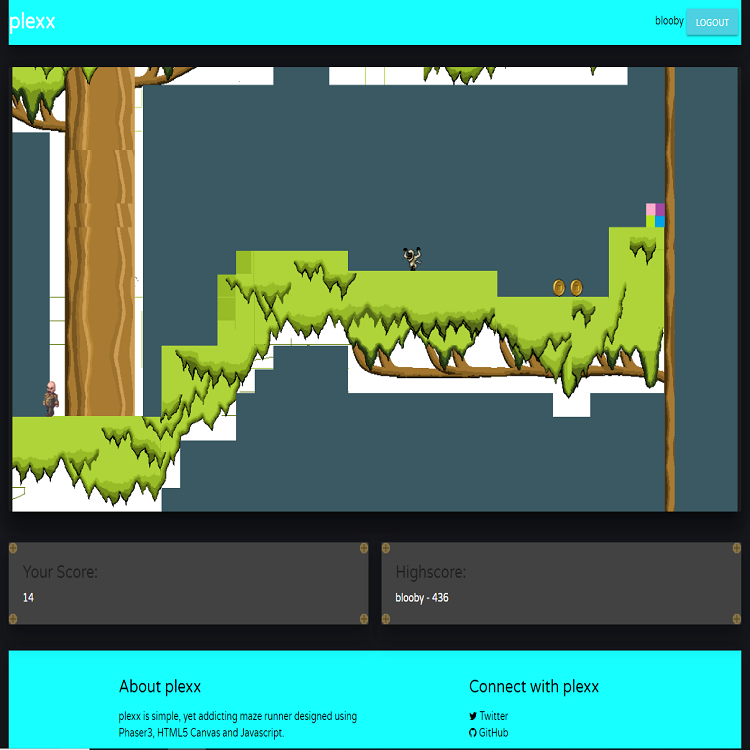 plexx
blooby LOGOUT
Your Score:
14
Highscore:
blooby - 436
About plexx
plexx is simple, yet addicting maze runner designed using
Phaser3, HTML5 Canvas and Javascript.
Connect with plexx
Twitter
GitHub